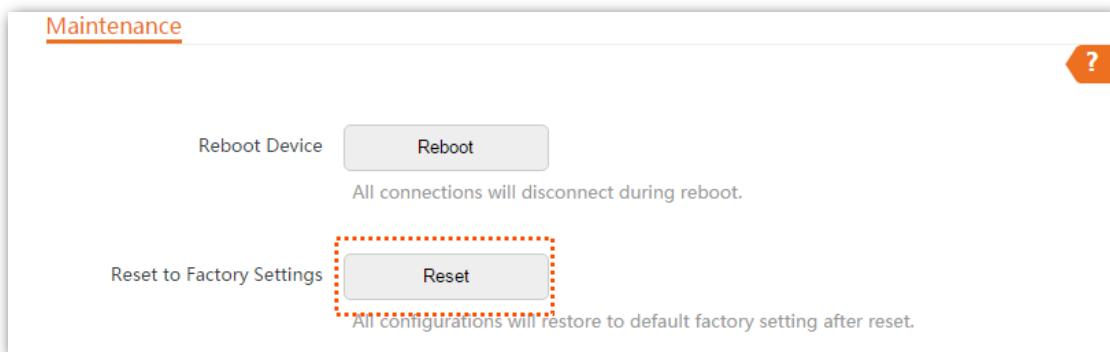 Maintenance
?
Reboot Device Reboot
All connections will disconnect during reboot.
Reset to Factory Settings Reset
All configurations will restore to default factory setting after reset.